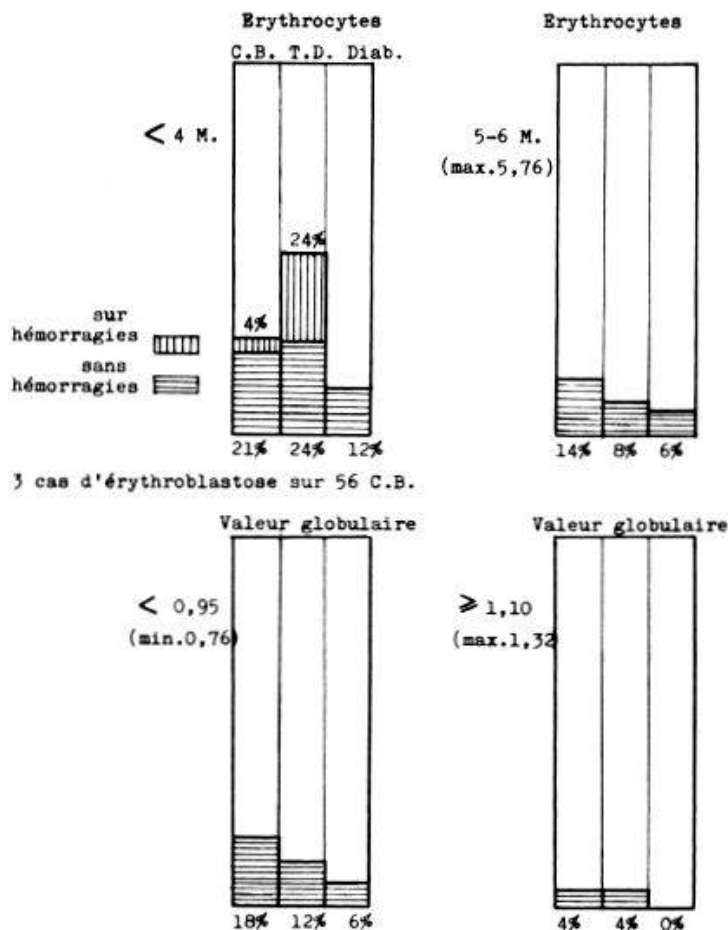 Erythrocytes
C.B. T.D. Diab.
< 4 M.
24%
4%
sur
hémorragies
sans
hémorragies
21% 24% 12%
Erythrocytes
5-6 M.
(max.5,76)
14% 8% 6%
3 cas d'érythroblastose sur 56 C.B.
Valeur globulaire
< 0,95
(min.0,76)
18% 12% 6%
Valeur globulaire
⩾ 1,10
(max.1,32)
4% 4% 0%